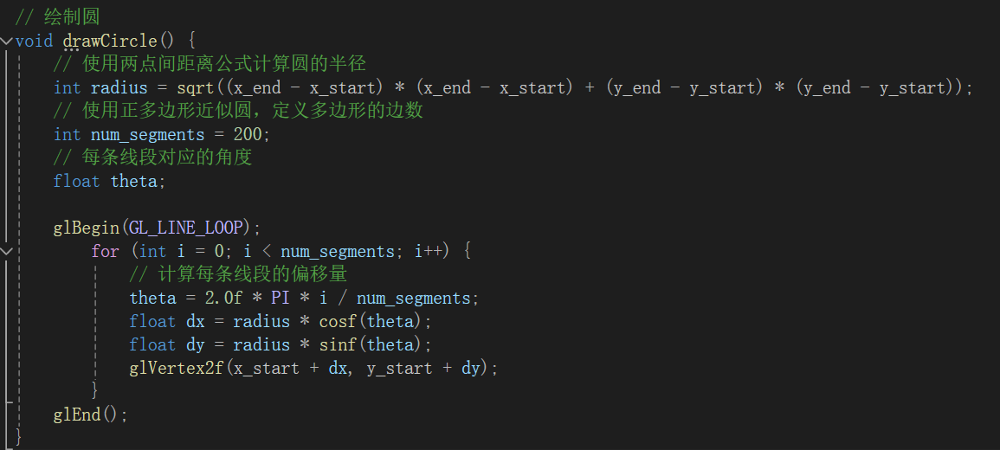 // 绘制圆
void drawCircle() {
// 使用两点间距离公式计算圆的半径
int radius = sqrt((x_end - x_start) * (x_end - x_start) + (y_end - y_start) * (y_end - y_start));
// 使用正多边形近似圆，定义多边形的边数
int num_segments = 200;
// 每条线段对应的角度
float theta;
glBegin(GL_LINE_LOOP);
for (int i = 0; i < num_segments; i++) {
// 计算每条线段的偏移量
theta = 2.0f * PI * i / num_segments;
float dx = radius * cosf(theta);
float dy = radius * sinf(theta);
glVertex2f(x_start + dx, y_start + dy);
}
glEnd();
}